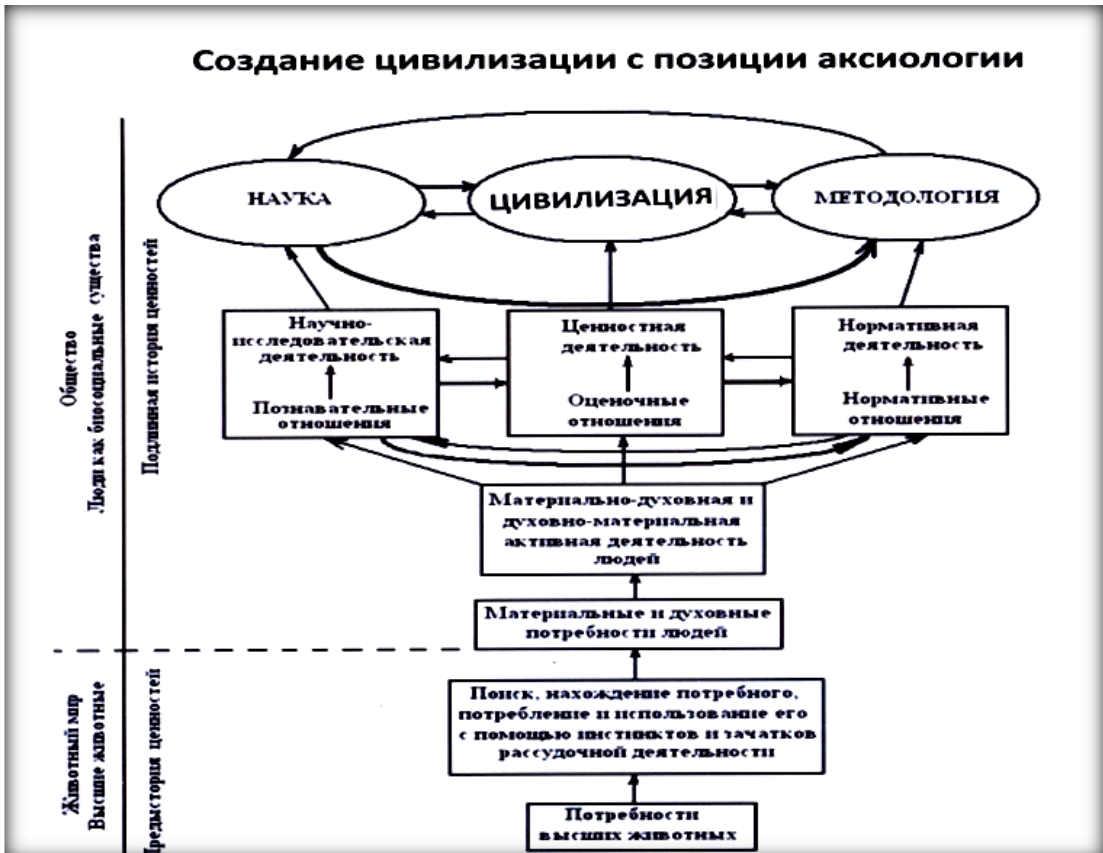 Создание цивилизации с позиции аксиологии
НАУКА
ЦИВИЛИЗАЦИЯ
МЕТОДОЛОГИЯ
Научно-
исследовательская
деятельность
Познавательные
отношения
Ценностная
деятельность
Оценочные
отношения
Нормативная
деятельность
Нормативные
отношения
Материально-духовная и
духовно-материальная
активная деятельность
людей
Материальные и духовные
потребности людей
Поиск, нахождение потребного,
потребление и использование его
с помощью инстинктов и зачатков
рассудочной деятельности
Потребности
высших животных
Общество
Люди как биосоциальные существа
Подлинная история ценностей
Животный мир
Высшие животные
Предыстория ценностей